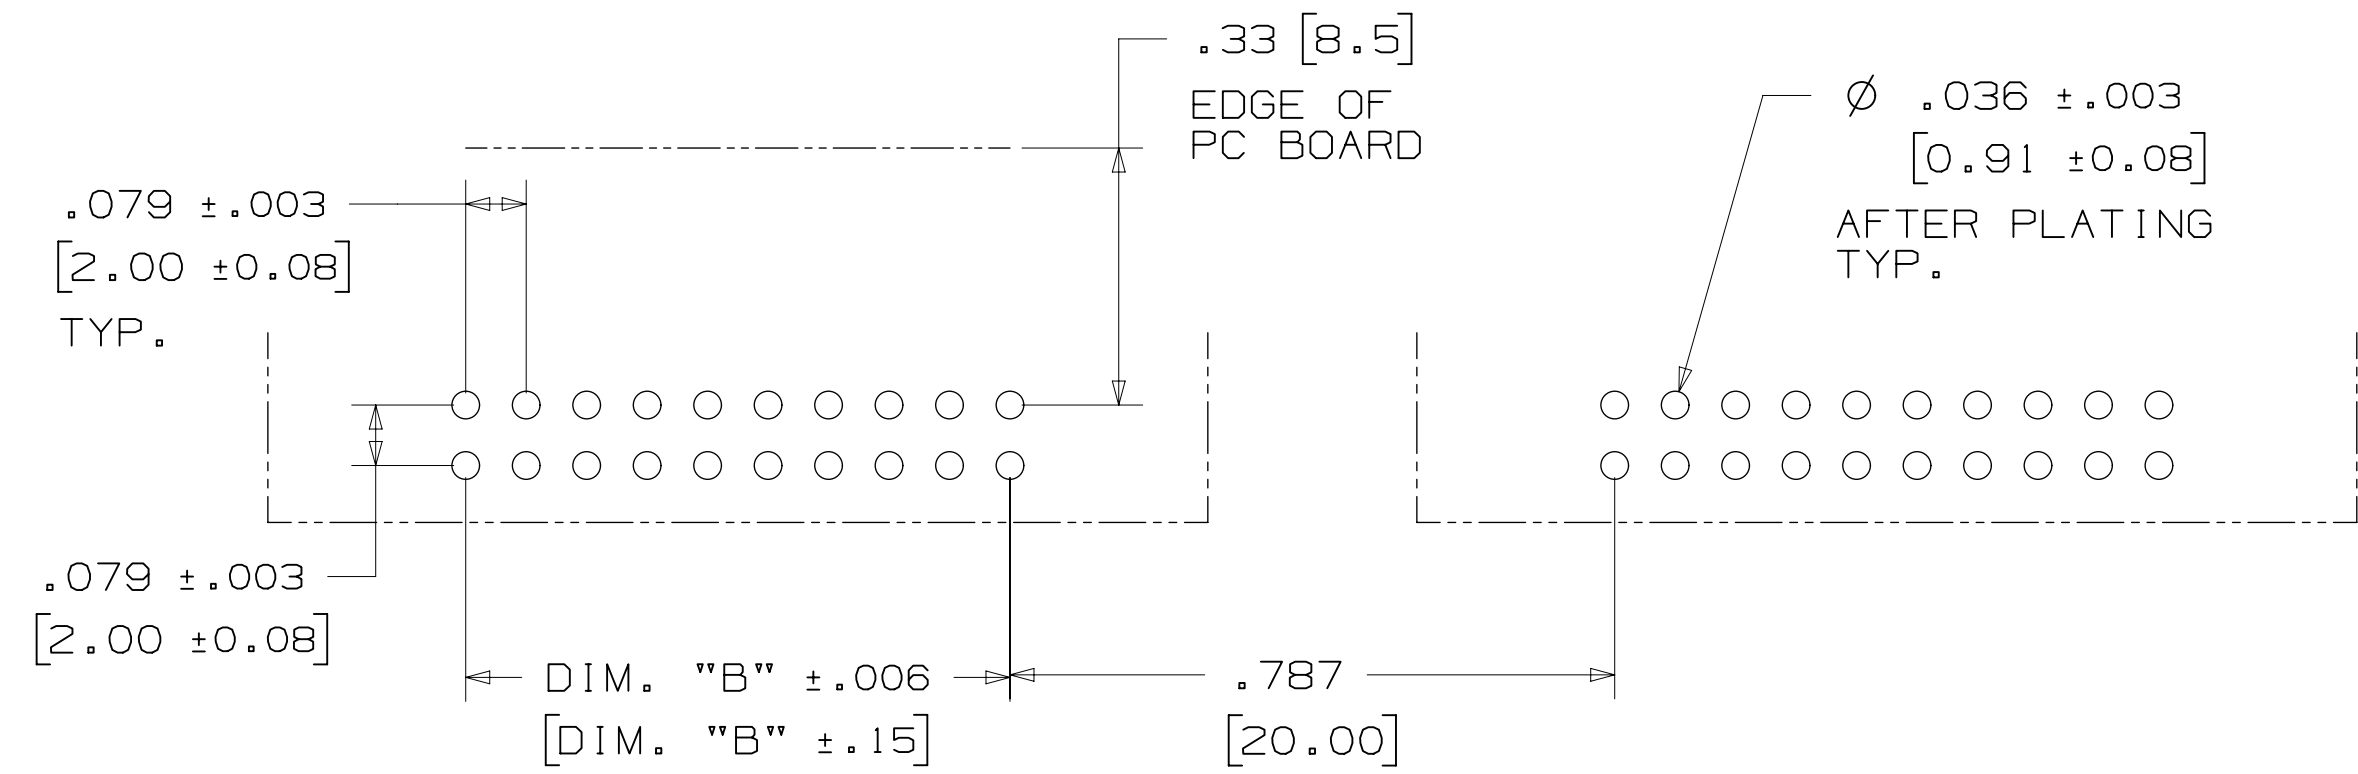 .33 [8.5]
EDGE OF
PC BOARD
Ø .036 ±.003
[0.91 ±0.08]
AFTER PLATING
TYP.
.079 ±.003
[2.00 ±0.08]
TYP.
.079 ±.003
[2.00 ±0.08]
DIM. "B" ±.006
[DIM. "B" ±.15]
.787
[20.00]